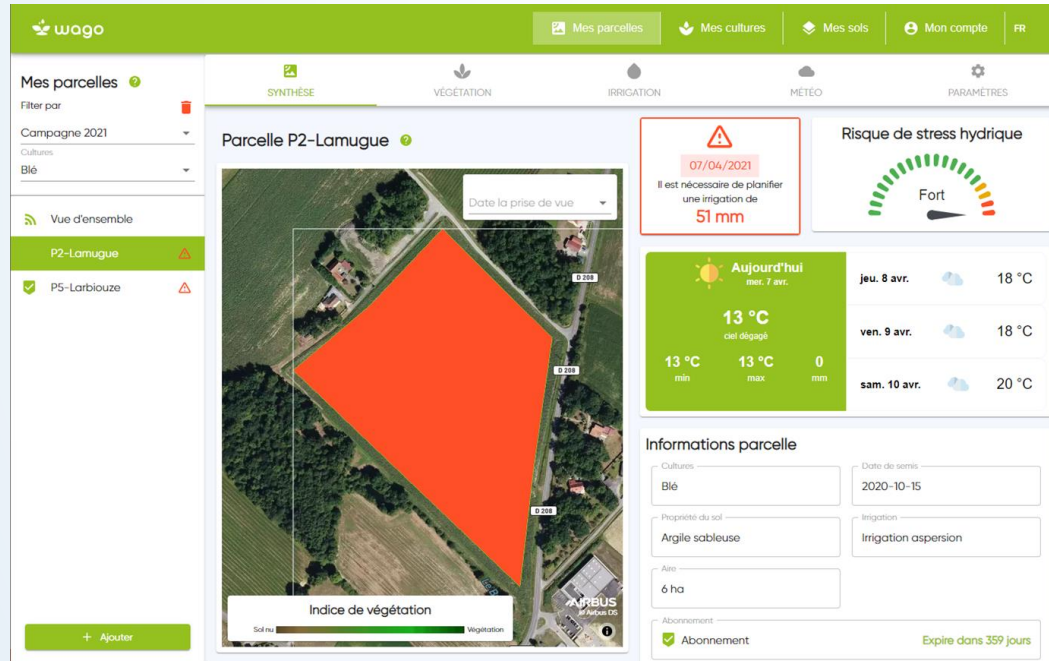 wago
Mes parcelles
Mes cultures
Mes sols
Mon compte
FR
Mes parcelles
Filter par
Campagne 2021
Cultures
Blé
Vue d'ensemble
P2-Lamugue
P5-Larbiouze
+ Ajouter
SYNTHÈSE
VÉGÉTATION
IRRIGATION
MÉTÉO
PARAMÈTRES
Parcelle P2-Lamugue
Date la prise de vue
D 208
D 208
D 208
AIRBUS
Indice de végétation
Sol nu
Végétation
07/04/2021
Il est nécessaire de planifier
une irrigation de
51 mm
Risque de stress hydrique
Fort
Aujourd'hui
mer. 7 avr.
13 °C
ciel dégagé
13 °C
13 °C
0
min
max
mm
jeu. 8 avr.
18 °C
ven. 9 avr.
18 °C
sam. 10 avr.
20 °C
Informations parcelle
Cultures
Blé
Date de semis
2020-10-15
Propriété du sol
Argile sableuse
Irrigation
Irrigation aspersion
Aire
6 ha
Abonnement
Abonnement
Expire dans 359 jours